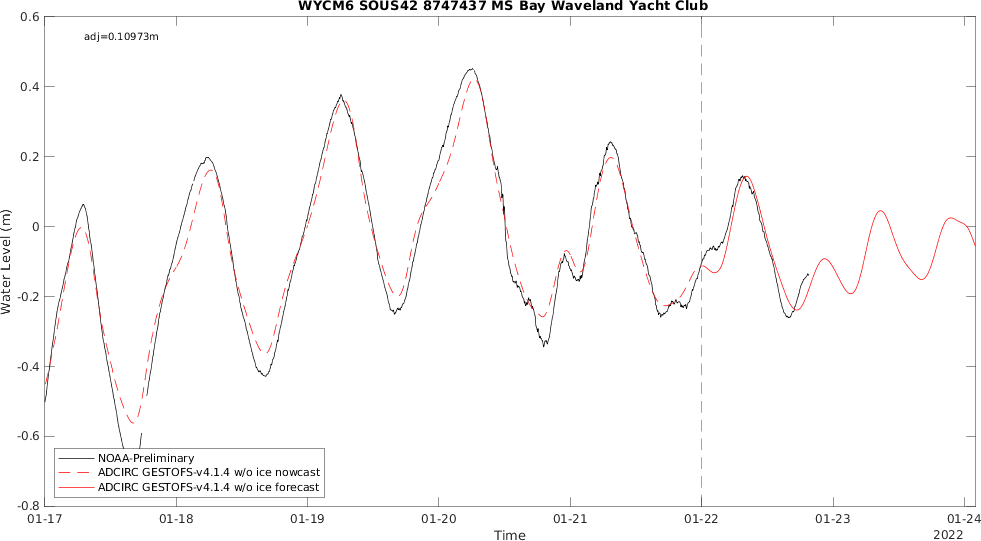 WYCM6 SOUS42 8747437 MS Bay Waveland Yacht Club
adj=0.10973m
0.6
0.4
0.2
0
-0.2
-0.4
-0.6
-0.8
Water Level (m)
NOAA-Preliminary
ADCIRC GESTOFS-v4.1.4 w/o ice nowcast
ADCIRC GESTOFS-v4.1.4 w/o ice forecast
01-17 01-18 01-19 01-20 01-21 01-22 01-23 01-24
Time
2022